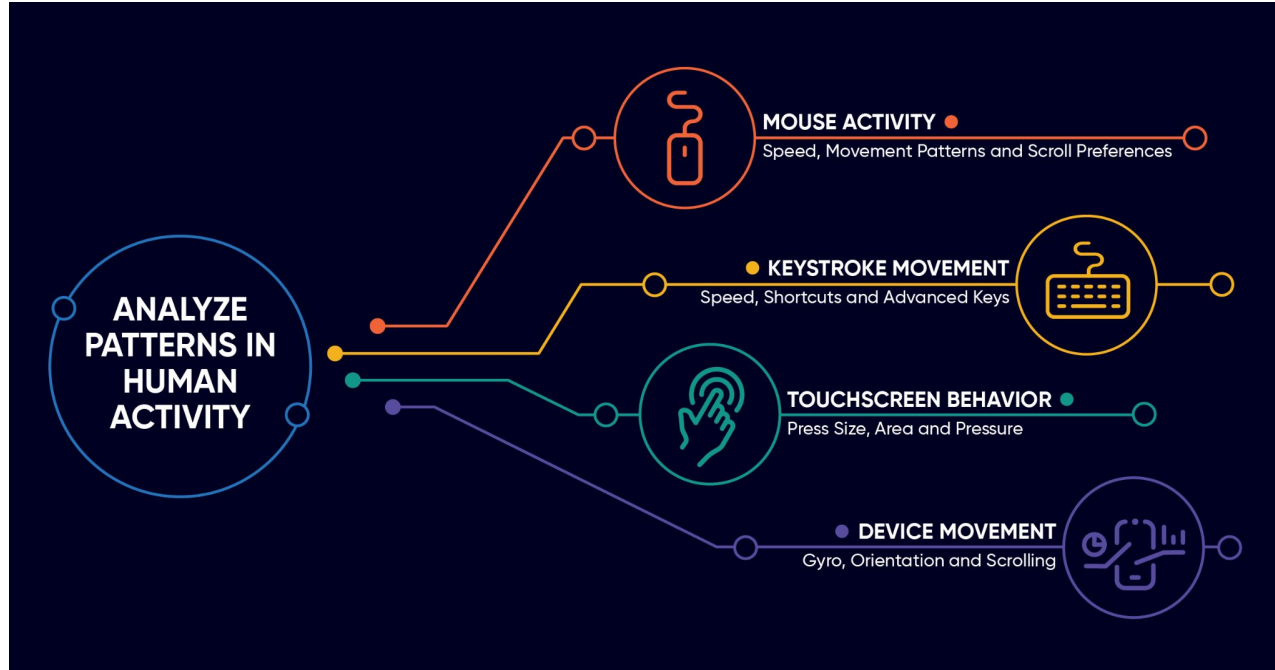 ANALYZE
PATTERNS IN
HUMAN
ACTIVITY
MOUSE ACTIVITY
Speed, Movement Patterns and Scroll Preferences
KEYSTROKE MOVEMENT
Speed, Shortcuts and Advanced Keys
TOUCHSCREEN BEHAVIOR
Press Size, Area and Pressure
DEVICE MOVEMENT
Gyro, Orientation and Scrolling